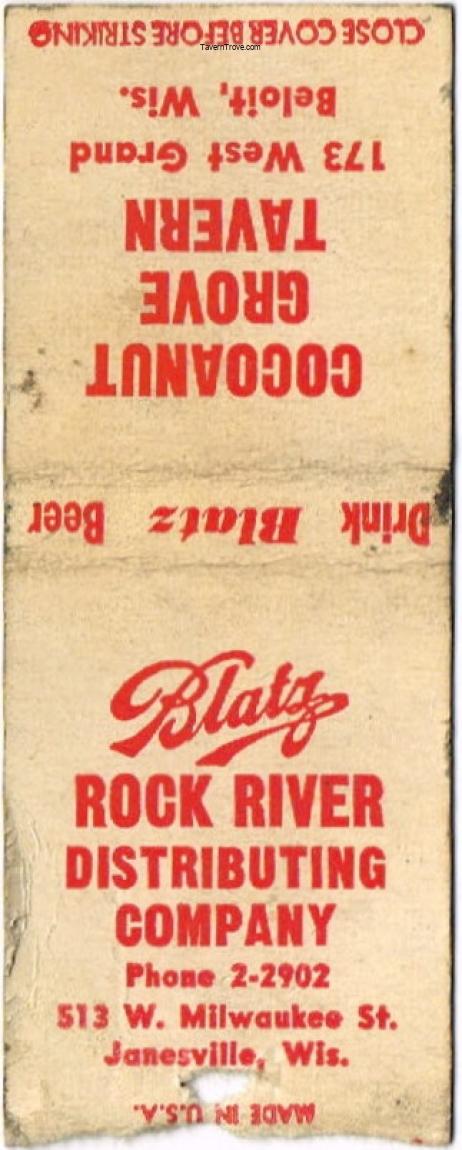 CLOSE COVER BEFORE STRIKING
TavernTrove.com
Beloit, Wis.
173 West Grand
TAVERN
GROVE
COCOANUT
Drink Blatz Beer
Blatz
ROCK RIVER
DISTRIBUTING
COMPANY
Phone 2-2902
513 W. Milwaukee St.
Janesville, Wis.
MADE IN U.S.A.